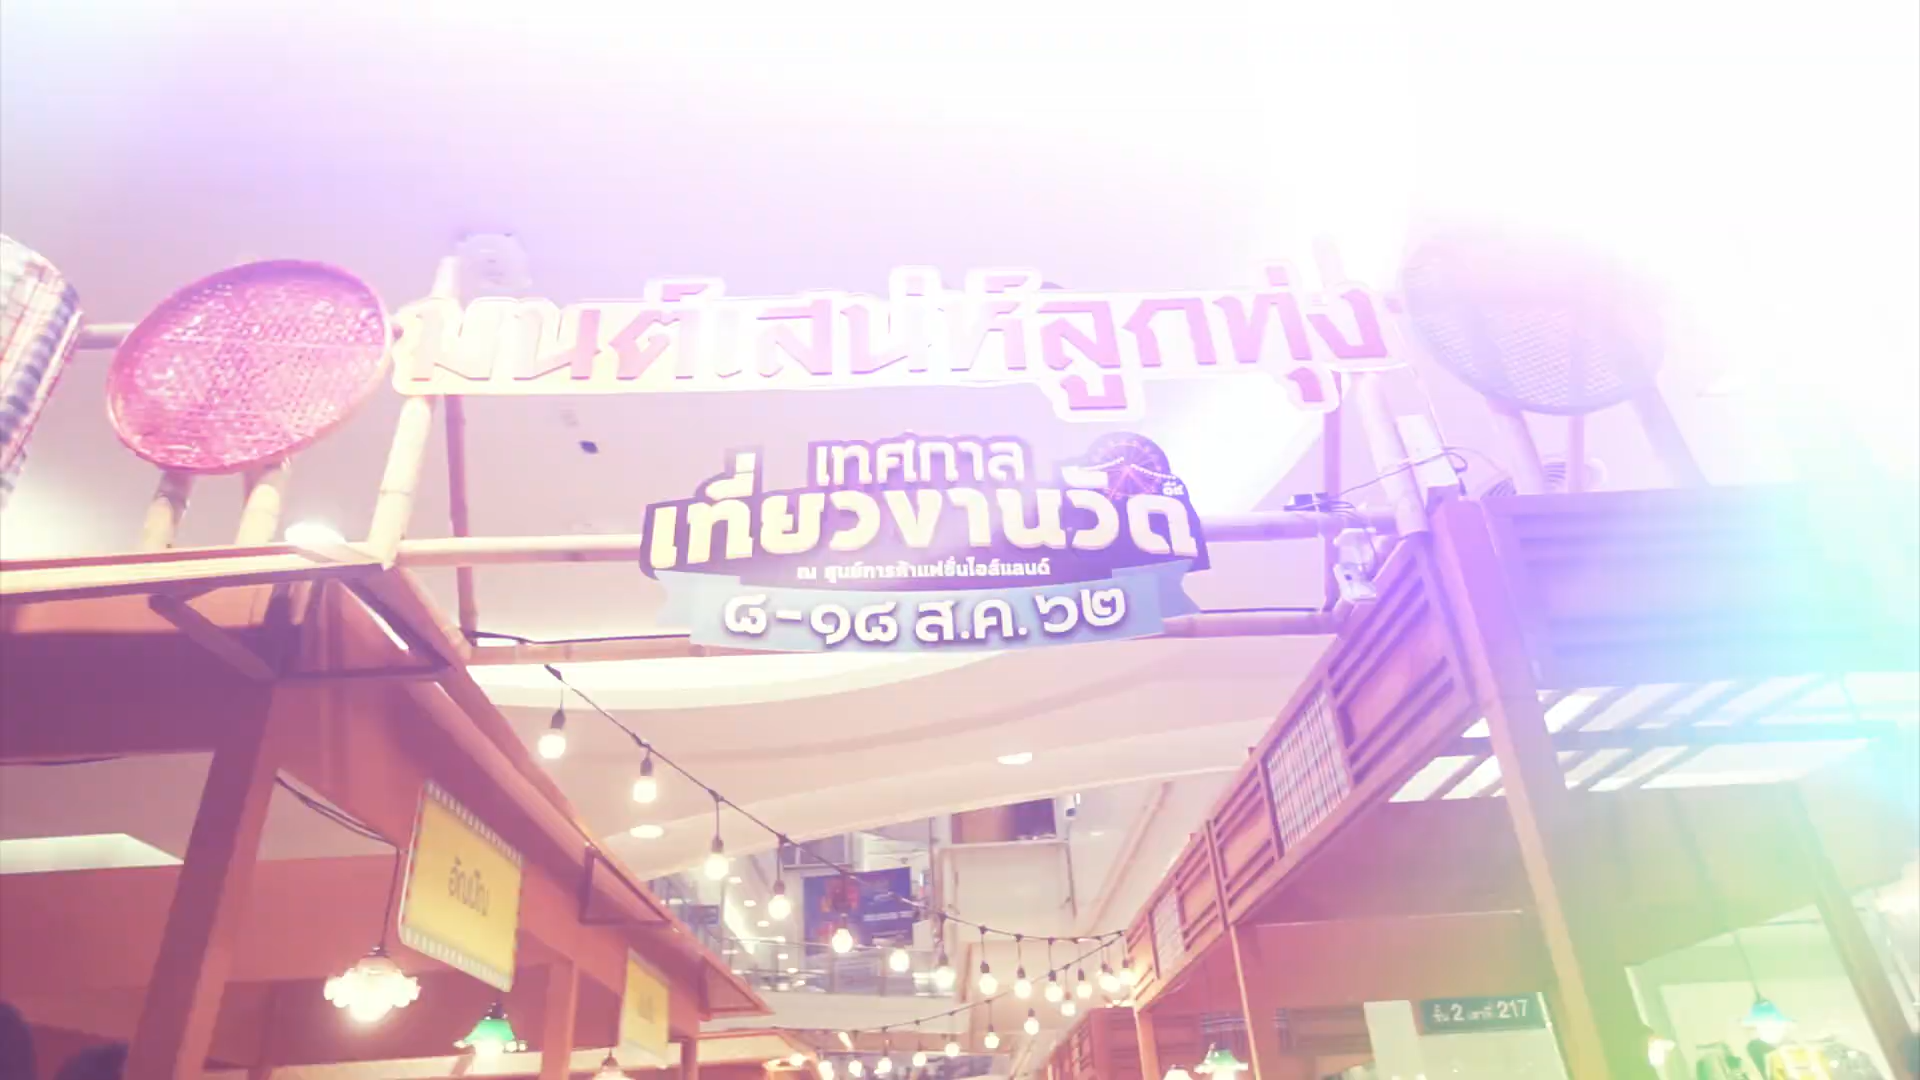 มนต์เสน่ห์ลูกทุ่ง
เทศกาล
เที่ยวงานวัด
ณ ศูนย์การค้าแฟชั่นไอส์แลนด์
๘-๑๘ ส.ค. ๖๒
ชั้น 2 เสาที่ 217